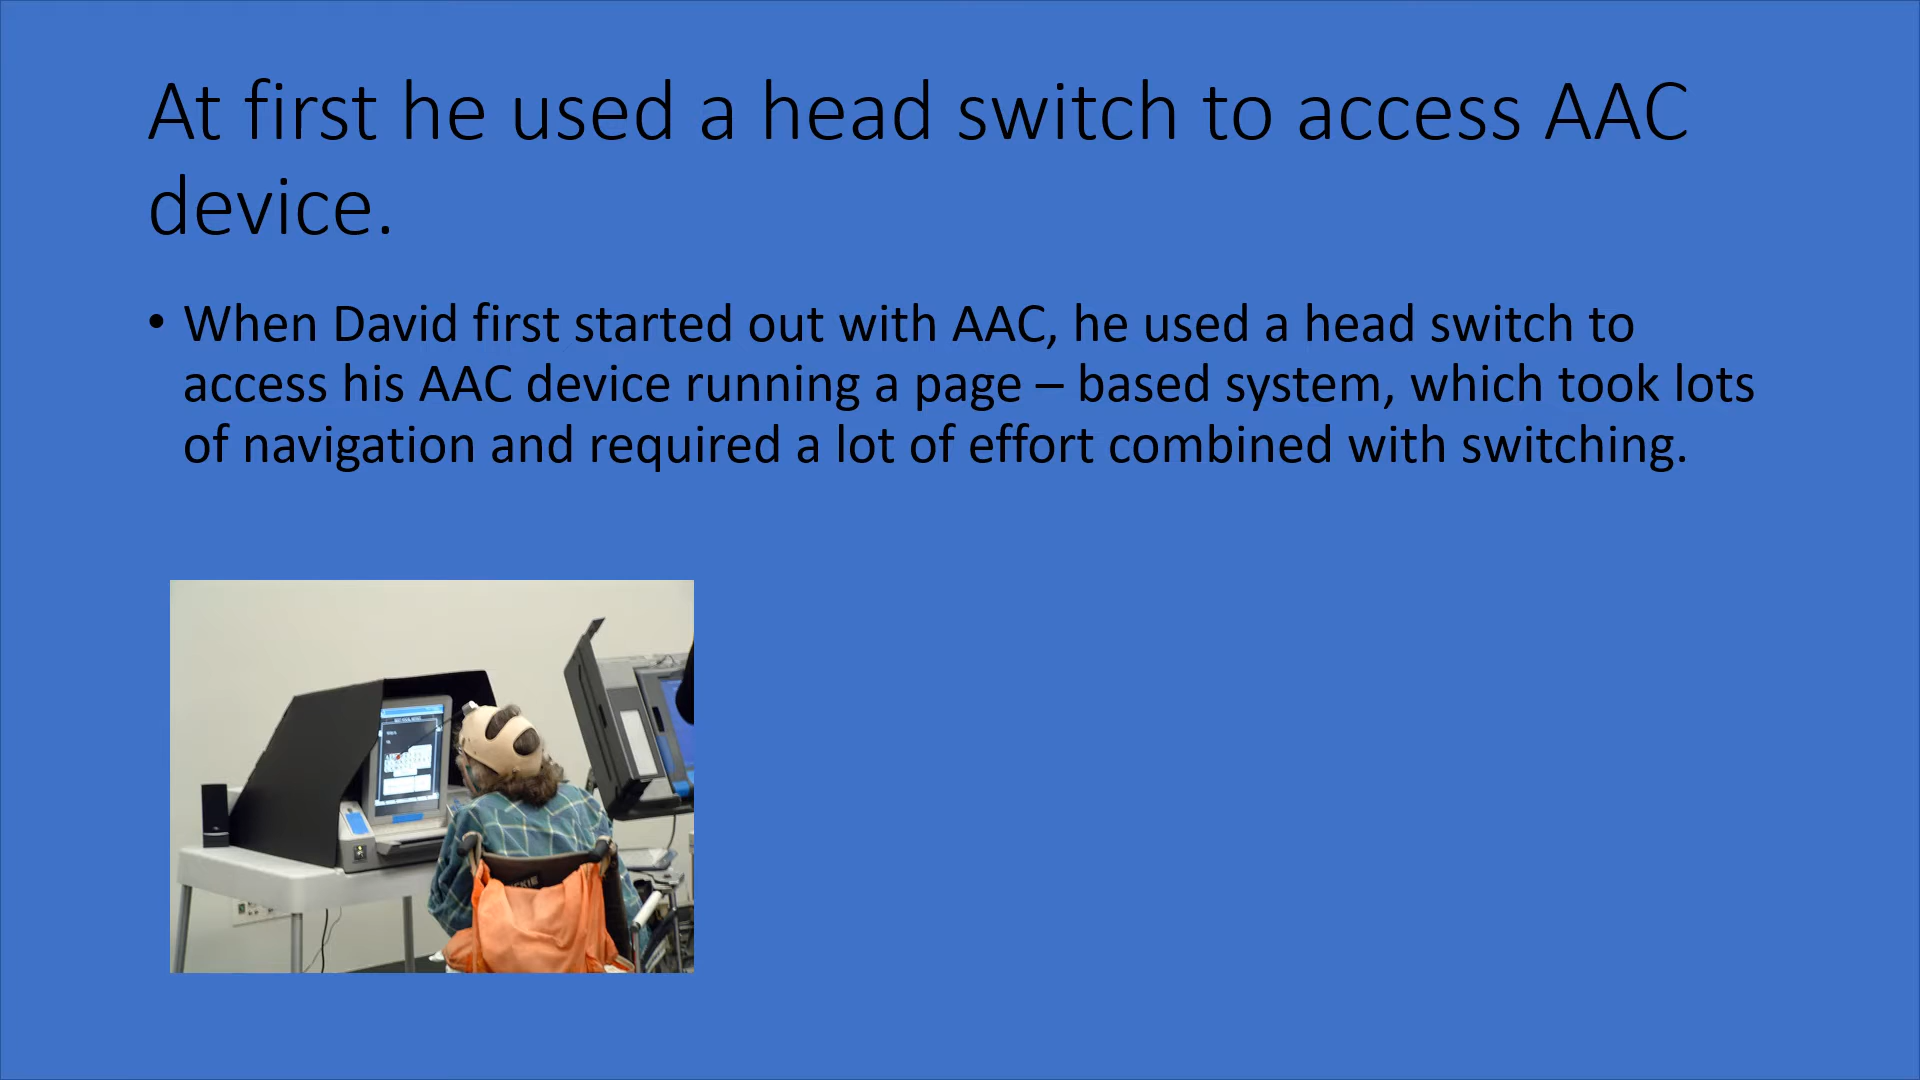 At first he used a head switch to access AAC
device.
• When David first started out with AAC, he used a head switch to
access his AAC device running a page – based system, which took lots
of navigation and required a lot of effort combined with switching.